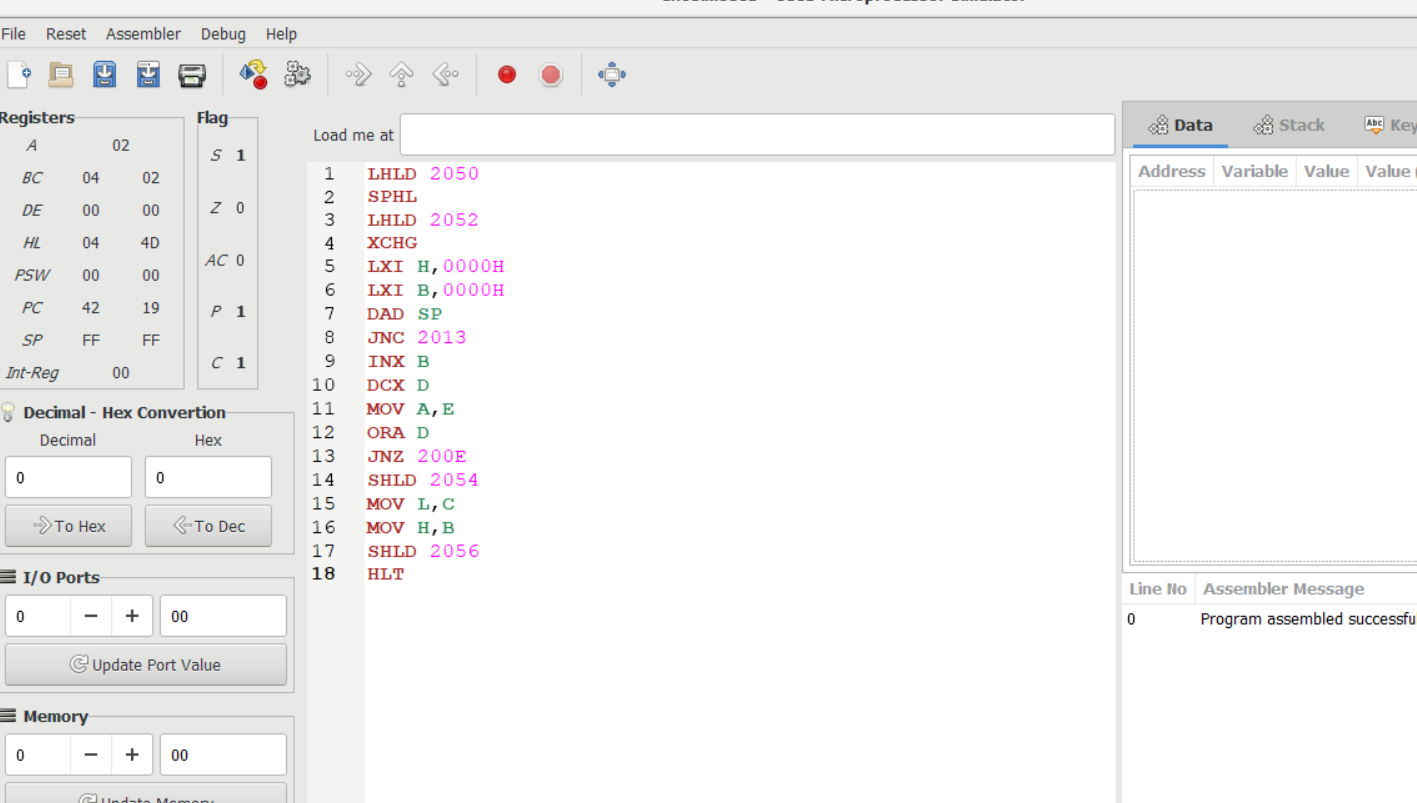 File Reset Assembler Debug Help
Registers
A 02
BC 04 02
DE 00 00
HL 04 4D
PSW 00 00
PC 42 19
SP FF FF
Int-Reg 00
Flag
S 1
Z 0
AC 0
P 1
C 1
Decimal - Hex Convertion
Decimal Hex
0 0
To Hex To Dec
I/O Ports
0 − + 00
Update Port Value
Memory
0 − + 00
Update Memory
Load me at
1 LHLD 2050
2 SPHL
3 LHLD 2052
4 XCHG
5 LXI H,0000H
6 LXI B,0000H
7 DAD SP
8 JNC 2013
9 INX B
10 DCX D
11 MOV A,E
12 ORA D
13 JNZ 200E
14 SHLD 2054
15 MOV L,C
16 MOV H,B
17 SHLD 2056
18 HLT
Data Stack Abc Key
Address Variable Value Value (
Line No Assembler Message
0 Program assembled successfu